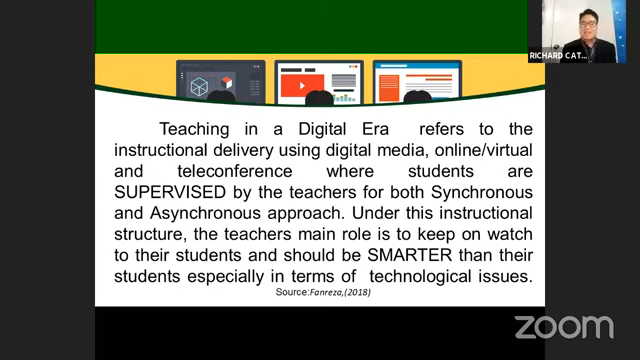 RICHARD CAT...
Teaching in a Digital Era refers to the
instructional delivery using digital media, online/virtual
and teleconference where students are
SUPERVISED by the teachers for both Synchronous
and Asynchronous approach. Under this instructional
structure, the teachers main role is to keep on watch
to their students and should be SMARTER than their
students especially in terms of technological issues.
Source:Fanreza,(2018)
zoom